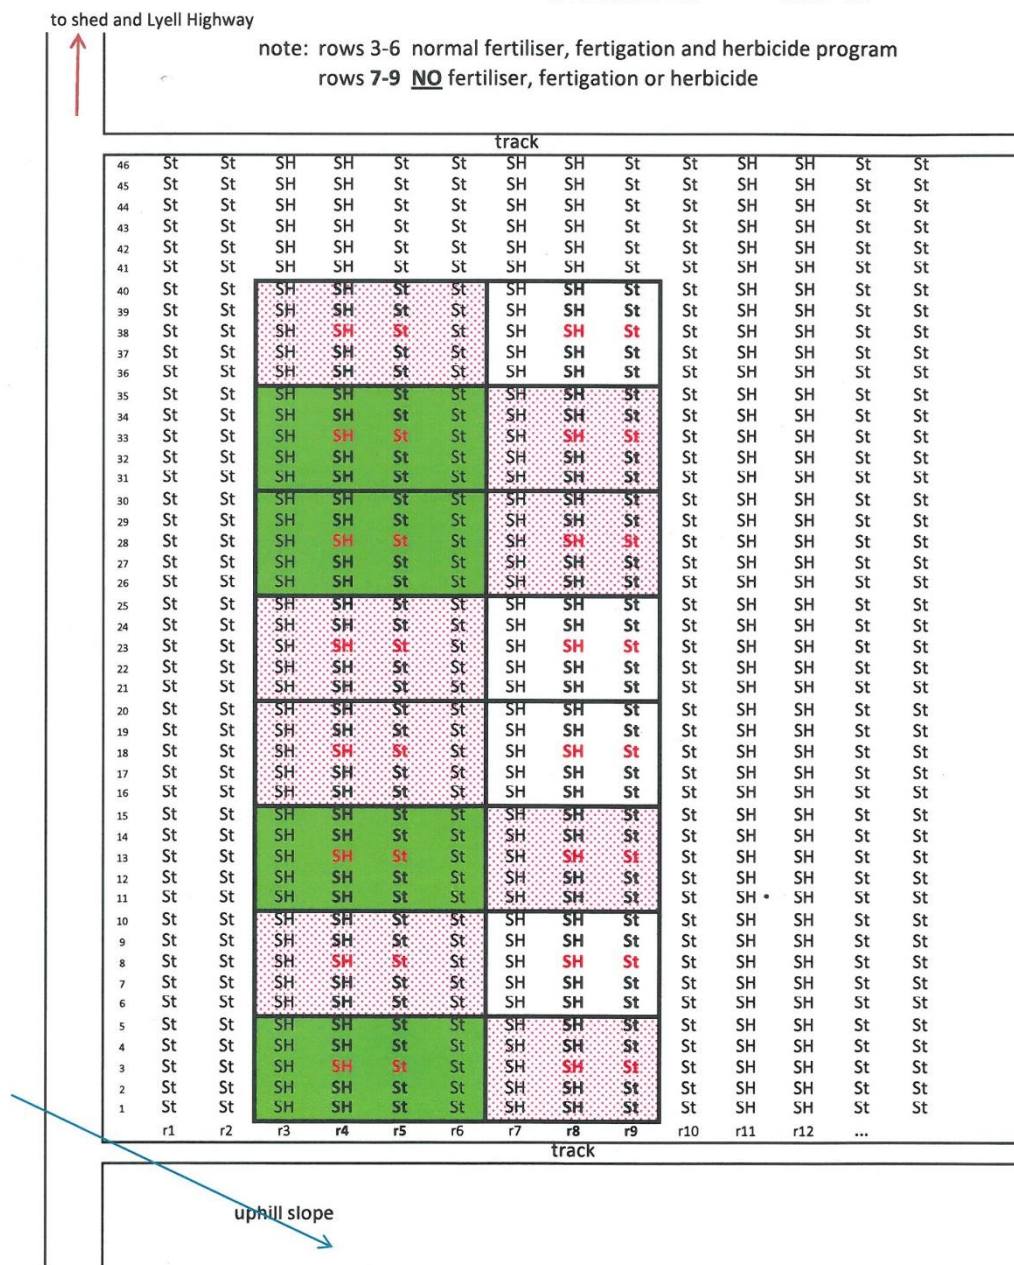 to shed and Lyell Highway
note: rows 3-6 normal fertiliser, fertigation and herbicide program
rows 7-9 NO fertiliser, fertigation or herbicide
track
46 St St SH SH St St SH SH St St SH SH St St
45 St St SH SH St St SH SH St St SH SH St St
44 St St SH SH St St SH SH St St SH SH St St
43 St St SH SH St St SH SH St St SH SH St St
42 St St SH SH St St SH SH St St SH SH St St
41 St St SH SH St St SH SH St St SH SH St St
40 St St SH SH St St SH SH St St SH SH St St
39 St St SH SH St St SH SH St St SH SH St St
38 St St SH SH St St SH SH St St SH SH St St
37 St St SH SH St St SH SH St St SH SH St St
36 St St SH SH St St SH SH St St SH SH St St
35 St St SH SH St St SH SH St St SH SH St St
34 St St SH SH St St SH SH St St SH SH St St
33 St St SH SH St St SH SH St St SH SH St St
32 St St SH SH St St SH SH St St SH SH St St
31 St St SH SH St St SH SH St St SH SH St St
30 St St SH SH St St SH SH St St SH SH St St
29 St St SH SH St St SH SH St St SH SH St St
28 St St SH SH St St SH SH St St SH SH St St
27 St St SH SH St St SH SH St St SH SH St St
26 St St SH SH St St SH SH St St SH SH St St
25 St St SH SH St St SH SH St St SH SH St St
24 St St SH SH St St SH SH St St SH SH St St
23 St St SH SH St St SH SH St St SH SH St St
22 St St SH SH St St SH SH St St SH SH St St
21 St St SH SH St St SH SH St St SH SH St St
20 St St SH SH St St SH SH St St SH SH St St
19 St St SH SH St St SH SH St St SH SH St St
18 St St SH SH St St SH SH St St SH SH St St
17 St St SH SH St St SH SH St St SH SH St St
16 St St SH SH St St SH SH St St SH SH St St
15 St St SH SH St St SH SH St St SH SH St St
14 St St SH SH St St SH SH St St SH SH St St
13 St St SH SH St St SH SH St St SH SH St St
12 St St SH SH St St SH SH St St SH SH St St
11 St St SH SH St St SH SH St St SH SH St St
10 St St SH SH St St SH SH St St SH SH St St
9 St St SH SH St St SH SH St St SH SH St St
8 St St SH SH St St SH SH St St SH SH St St
7 St St SH SH St St SH SH St St SH SH St St
6 St St SH SH St St SH SH St St SH SH St St
5 St St SH SH St St SH SH St St SH SH St St
4 St St SH SH St St SH SH St St SH SH St St
3 St St SH SH St St SH SH St St SH SH St St
2 St St SH SH St St SH SH St St SH SH St St
1 St St SH SH St St SH SH St St SH SH St St
r1 r2 r3 r4 r5 r6 r7 r8 r9 r10 r11 r12 ...
track
uphill slope